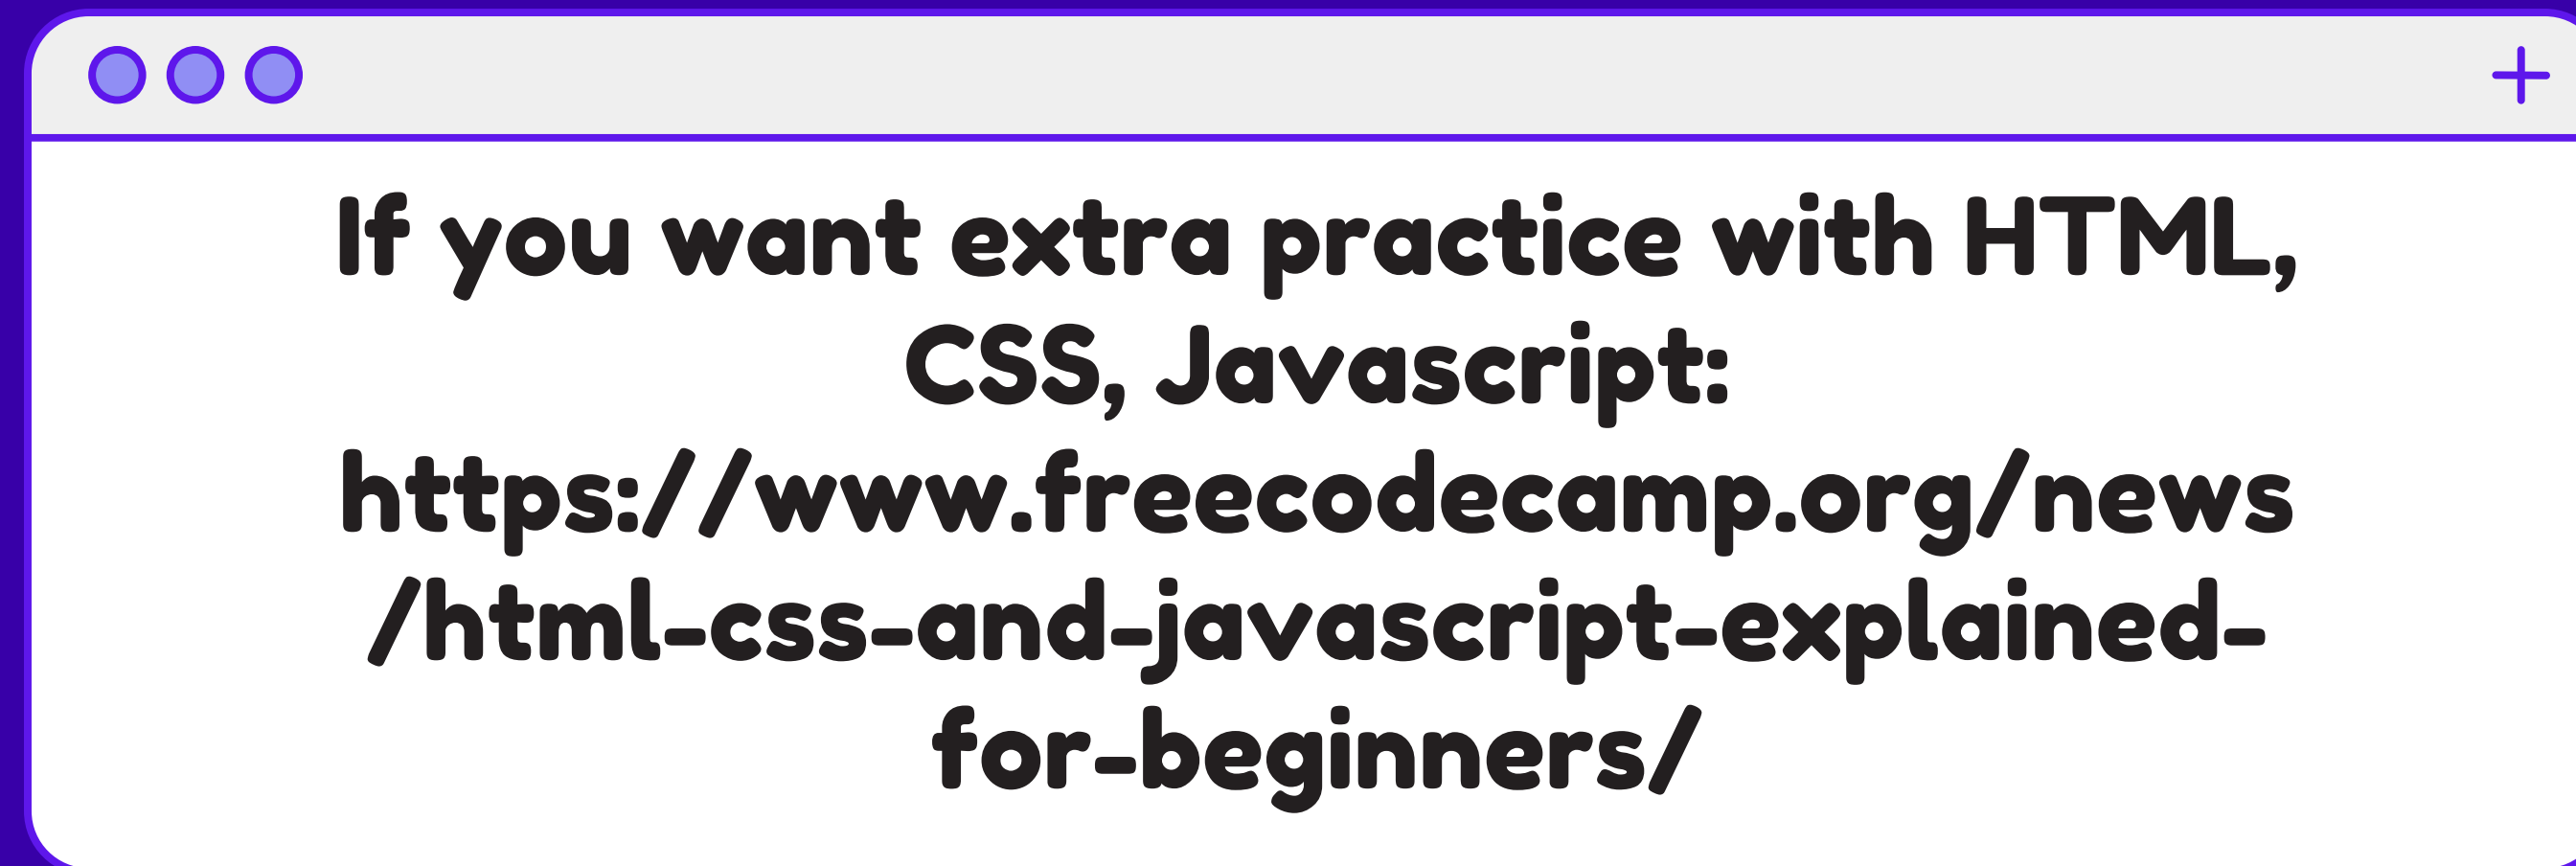 If you want extra practice with HTML,
CSS, Javascript:
https://www.freecodecamp.org/news
/html-css-and-javascript-explained-
for-beginners/